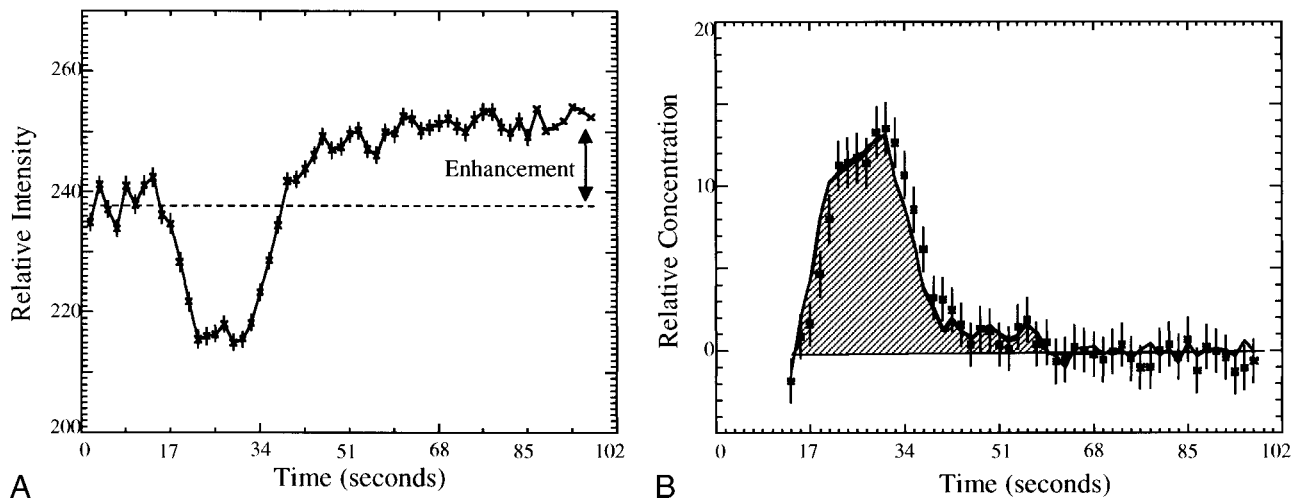 260
240
220
200
Relative Intensity
Enhancement
0 17 34 51 68 85 102
Time (seconds)
A
20
10
0
Relative Concentration
0 17 34 51 68 85 102
Time (seconds)
B